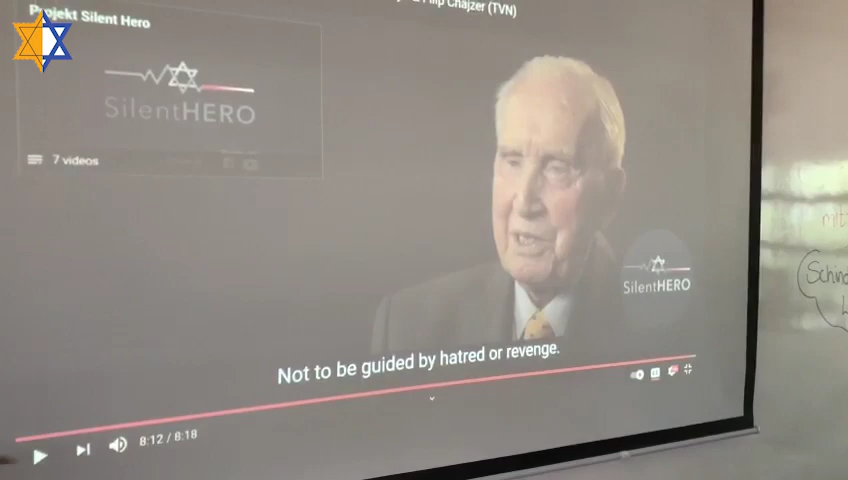 Filip Chajzer (TVN)
Projekt Silent Hero
SilentHERO
7 videos
SilentHERO
Not to be guided by hatred or revenge.
8:12 / 8:18